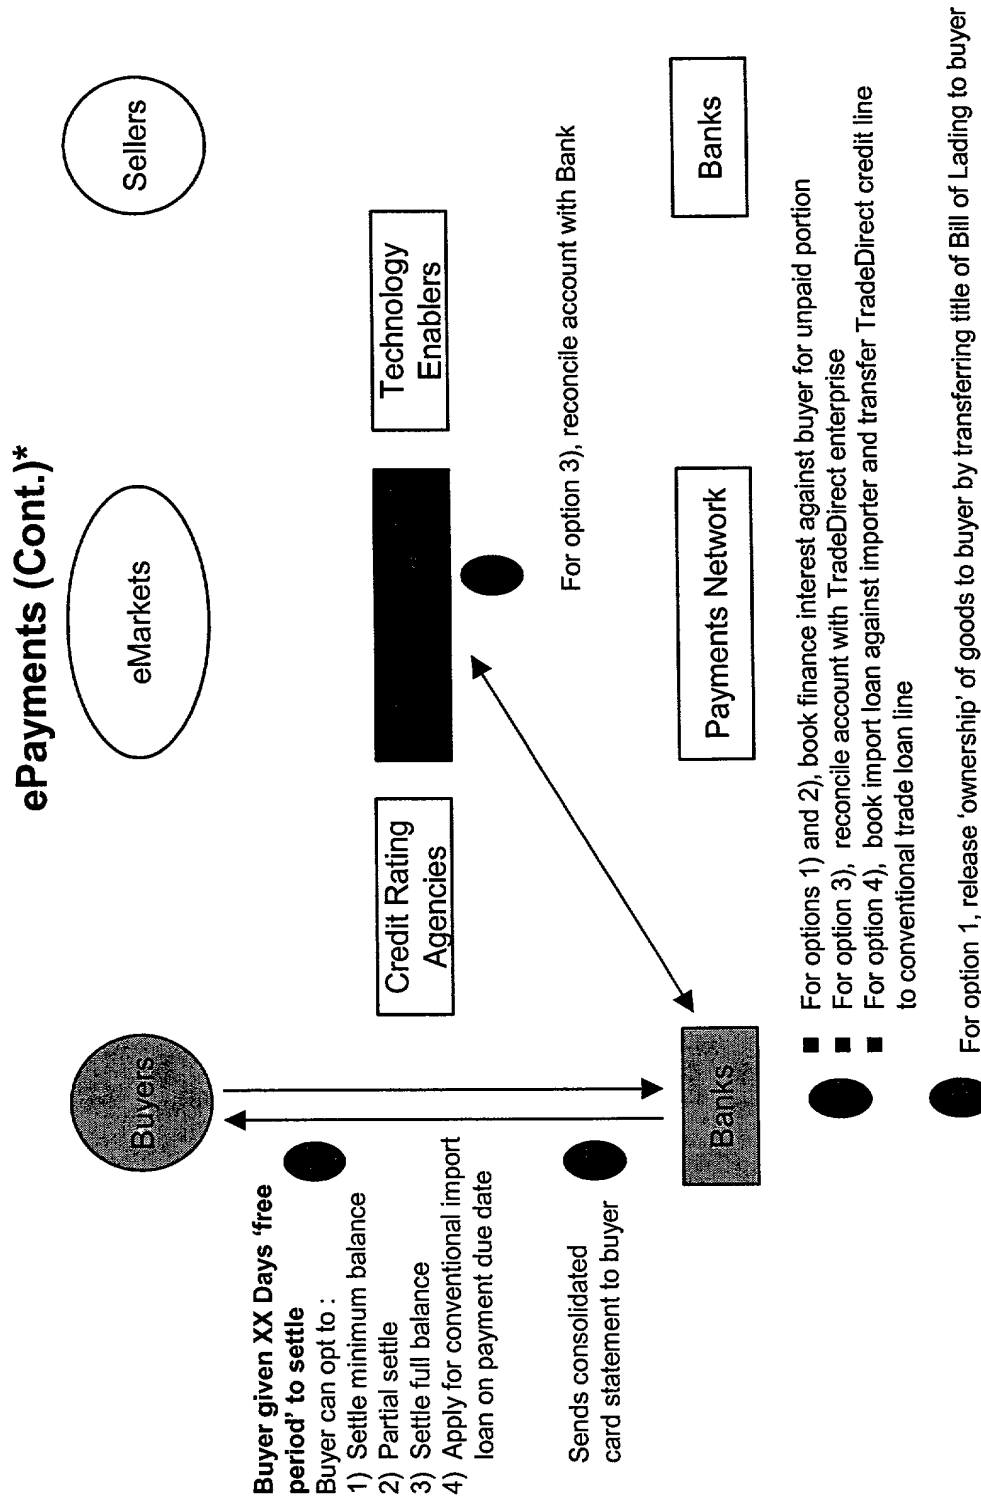 ePayments (Cont.)*
Buyers
eMarkets
Sellers
Buyer given XX Days ‘free
period’ to settle
Buyer can opt to :
1) Settle minimum balance
2) Partial settle
3) Settle full balance
4) Apply for conventional import
loan on payment due date
Credit Rating
Agencies
Technology
Enablers
For option 3), reconcile account with Bank
Sends consolidated
card statement to buyer
Banks
Payments Network
Banks
■ For options 1) and 2), book finance interest against buyer for unpaid portion
■ For option 3), reconcile account with TradeDirect enterprise
■ For option 4), book import loan against importer and transfer TradeDirect credit line
to conventional trade loan line
For option 1, release ‘ownership’ of goods to buyer by transferring title of Bill of Lading to buyer